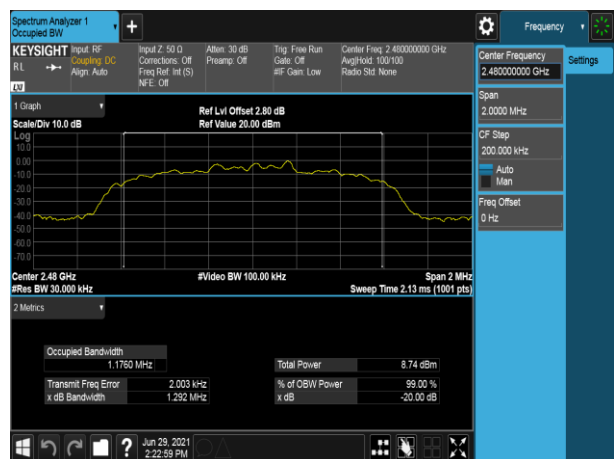 Spectrum Analyzer 1
Occupied BW
+
Frequency
KEYSIGHT
RL
LXI
Input: RF
Coupling: DC
Align: Auto
Input Z: 50 Ω
Corrections: Off
Freq Ref: Int (S)
NFE: Off
Atten: 30 dB
Preamp: Off
Trig: Free Run
Gate: Off
#IF Gain: Low
Center Freq: 2.480000000 GHz
Avg|Hold: 100/100
Radio Std: None
Center Frequency
2.480000000 GHz
Settings
Span
2.0000 MHz
CF Step
200.000 kHz
Auto
Man
Freq Offset
0 Hz
1 Graph
Scale/Div 10.0 dB
Ref Lvl Offset 2.80 dB
Ref Value 20.00 dBm
Log
10.0
0.00
-10.0
-20.0
-30.0
-40.0
-50.0
-60.0
-70.0
Center 2.48 GHz
#Video BW 100.00 kHz
Span 2 MHz
#Res BW 30.000 kHz
Sweep Time 2.13 ms (1001 pts)
2 Metrics
Occupied Bandwidth
1.1760 MHz
Total Power 8.74 dBm
Transmit Freq Error 2.003 kHz
% of OBW Power 99.00 %
x dB Bandwidth 1.292 MHz
x dB -20.00 dB
?
Jun 29, 2021
2:22:59 PM